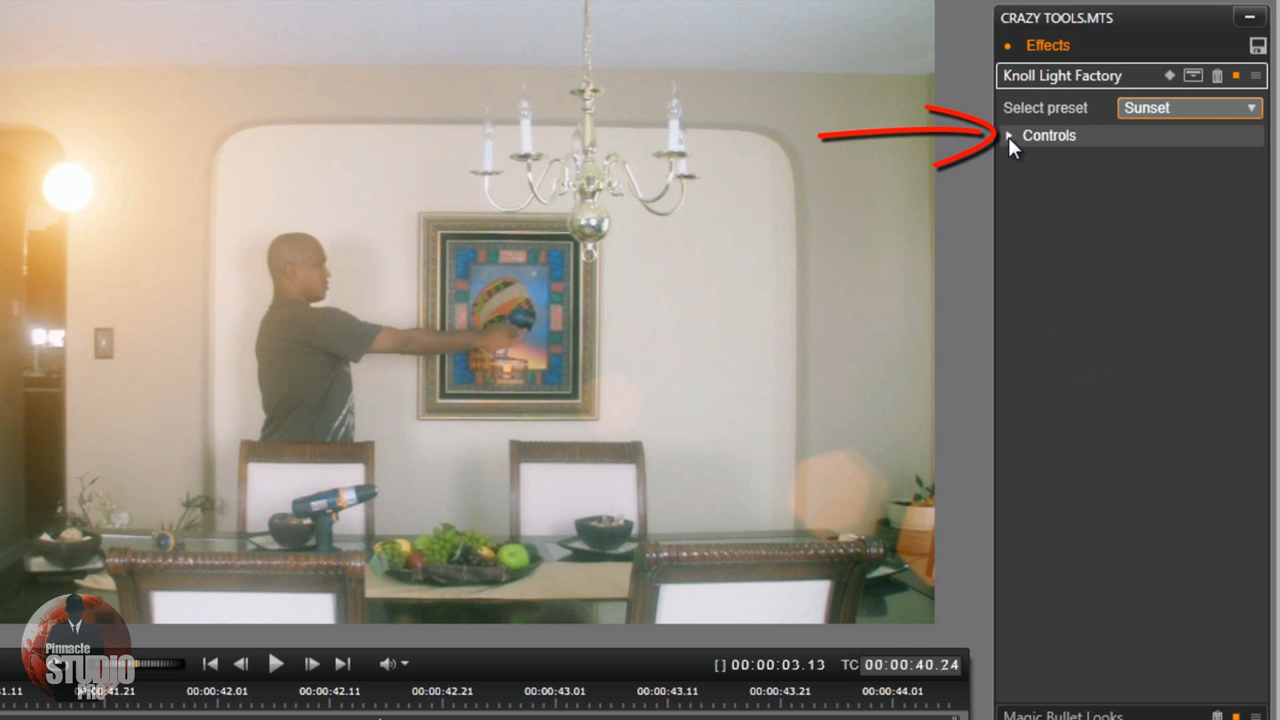 CRAZY TOOLS.MTS
Effects
Knoll Light Factory
Select preset
Sunset
Controls
Pinnacle
STUDIO
PRO
[] 00:00:03.13
TC 00:00:40.24
41.11
00:00:41.21
00:00:42.01
00:00:42.11
00:00:42.21
00:00:43.01
00:00:43.11
00:00:43.21
00:00:44.01
Magic Bullet Looks